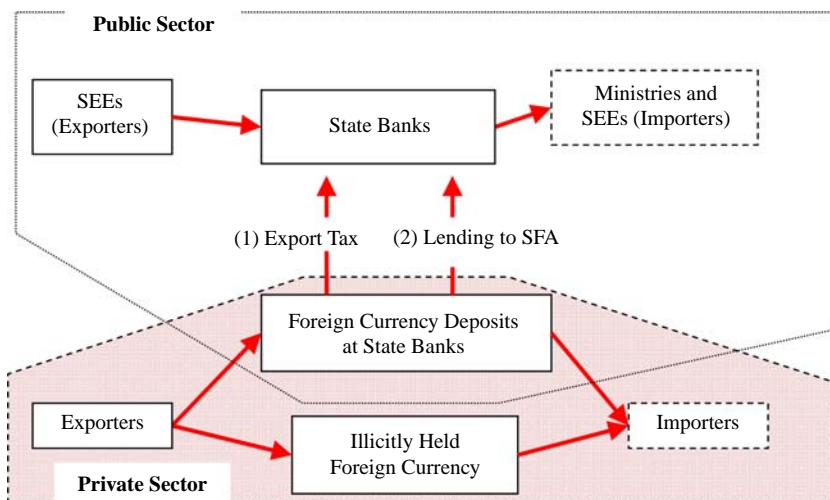 Public Sector
SEEs
(Exporters)
State Banks
Ministries and
SEEs (Importers)
(1) Export Tax
(2) Lending to SFA
Foreign Currency Deposits
at State Banks
Exporters
Illicitly Held
Foreign Currency
Importers
Private Sector